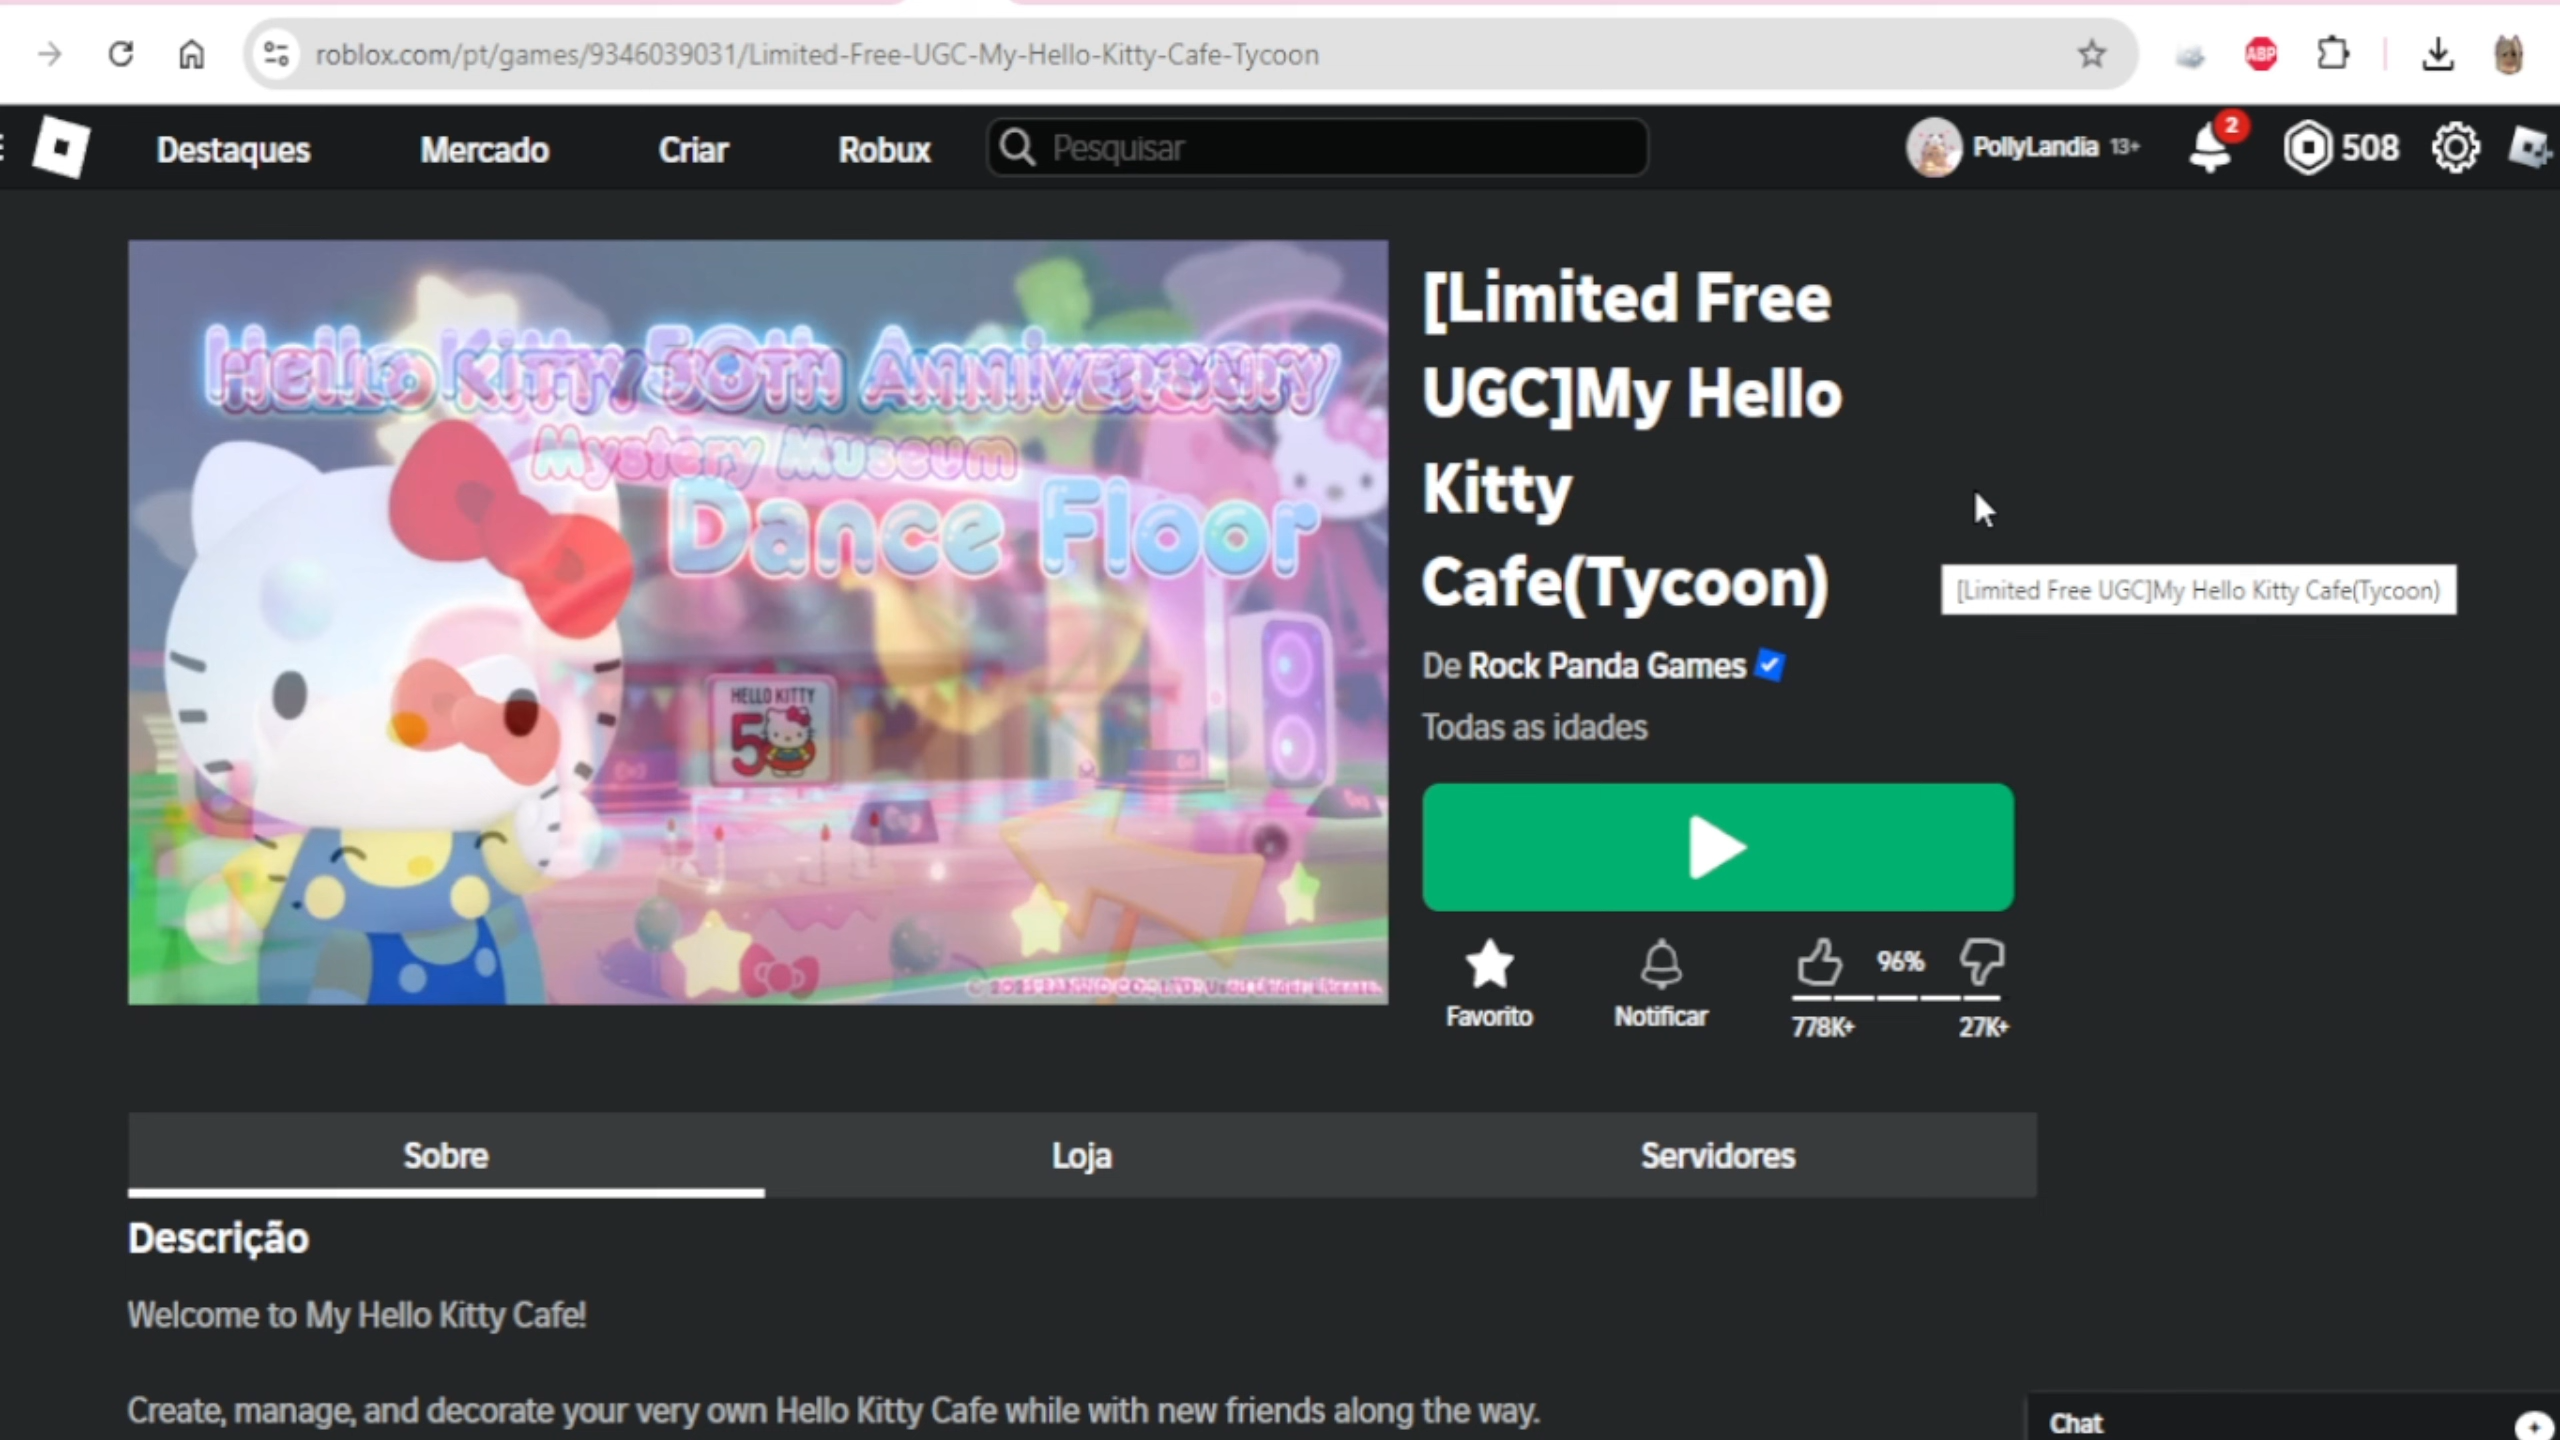 roblox.com/pt/games/9346039031/Limited-Free-UGC-My-Hello-Kitty-Cafe-Tycoon
ABP
Destaques
Mercado
Criar
Robux
Pesquisar
PollyLandia 13+
2
508
Hello Kitty 50th Anniversary
Mystery Museum
Dance Floor
HELLO KITTY
50
[Limited Free
UGC]My Hello
Kitty
Cafe(Tycoon)
[Limited Free UGC]My Hello Kitty Cafe(Tycoon)
De Rock Panda Games
Todas as idades
96%
Favorito
Notificar
778K+
27K+
Sobre
Loja
Servidores
Descrição
Welcome to My Hello Kitty Cafe!
Create, manage, and decorate your very own Hello Kitty Cafe while with new friends along the way.
Chat